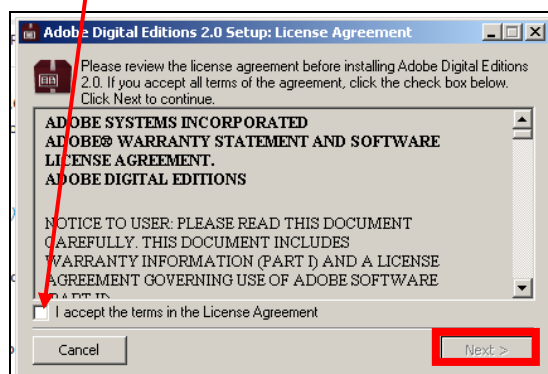 Adobe Digital Editions 2.0 Setup: License Agreement
Please review the license agreement before installing Adobe Digital Editions
2.0. If you accept all terms of the agreement, click the check box below.
Click Next to continue.
ADOBE SYSTEMS INCORPORATED
ADOBE® WARRANTY STATEMENT AND SOFTWARE
LICENSE AGREEMENT.
ADOBE DIGITAL EDITIONS
NOTICE TO USER: PLEASE READ THIS DOCUMENT
CAREFULLY. THIS DOCUMENT INCLUDES
WARRANTY INFORMATION (PART I) AND A LICENSE
AGREEMENT GOVERNING USE OF ADOBE SOFTWARE
I accept the terms in the License Agreement
Cancel
Next >